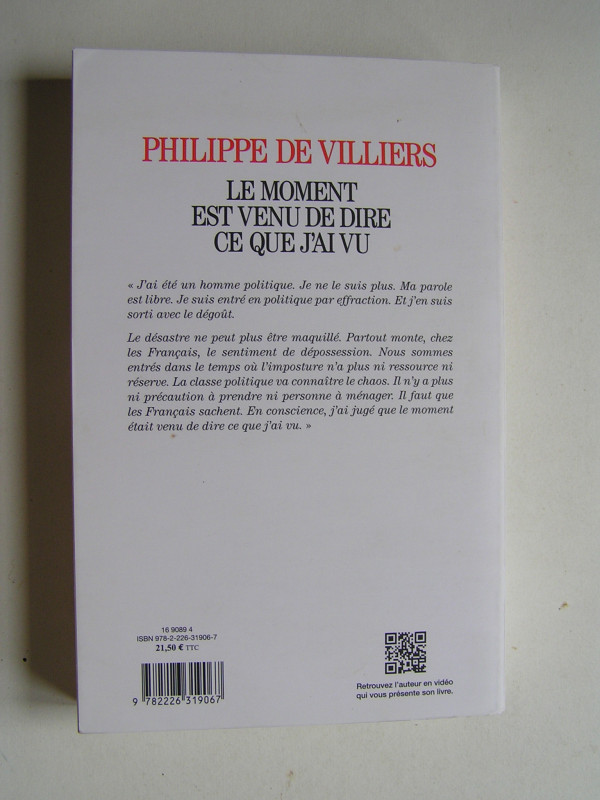 PHILIPPE DE VILLIERS
LE MOMENT
EST VENU DE DIRE
CE QUE J'AI VU
« J'ai été un homme politique. Je ne le suis plus. Ma parole
est libre. Je suis entré en politique par effraction. Et j'en suis
sorti avec le dégoût.
Le désastre ne peut plus être maquillé. Partout monte, chez
les Français, le sentiment de dépossession. Nous sommes
entrés dans le temps où l'imposture n'a plus ni ressource ni
réserve. La classe politique va connaître le chaos. Il n'y a plus
ni précaution à prendre ni personne à ménager. Il faut que
les Français sachent. En conscience, j'ai jugé que le moment
était venu de dire ce que j'ai vu. »
16 9089 4
ISBN 978-2-226-31906-7
21,50 € TTC
9 782226 319067
Retrouvez l'auteur en vidéo
qui vous présente son livre.